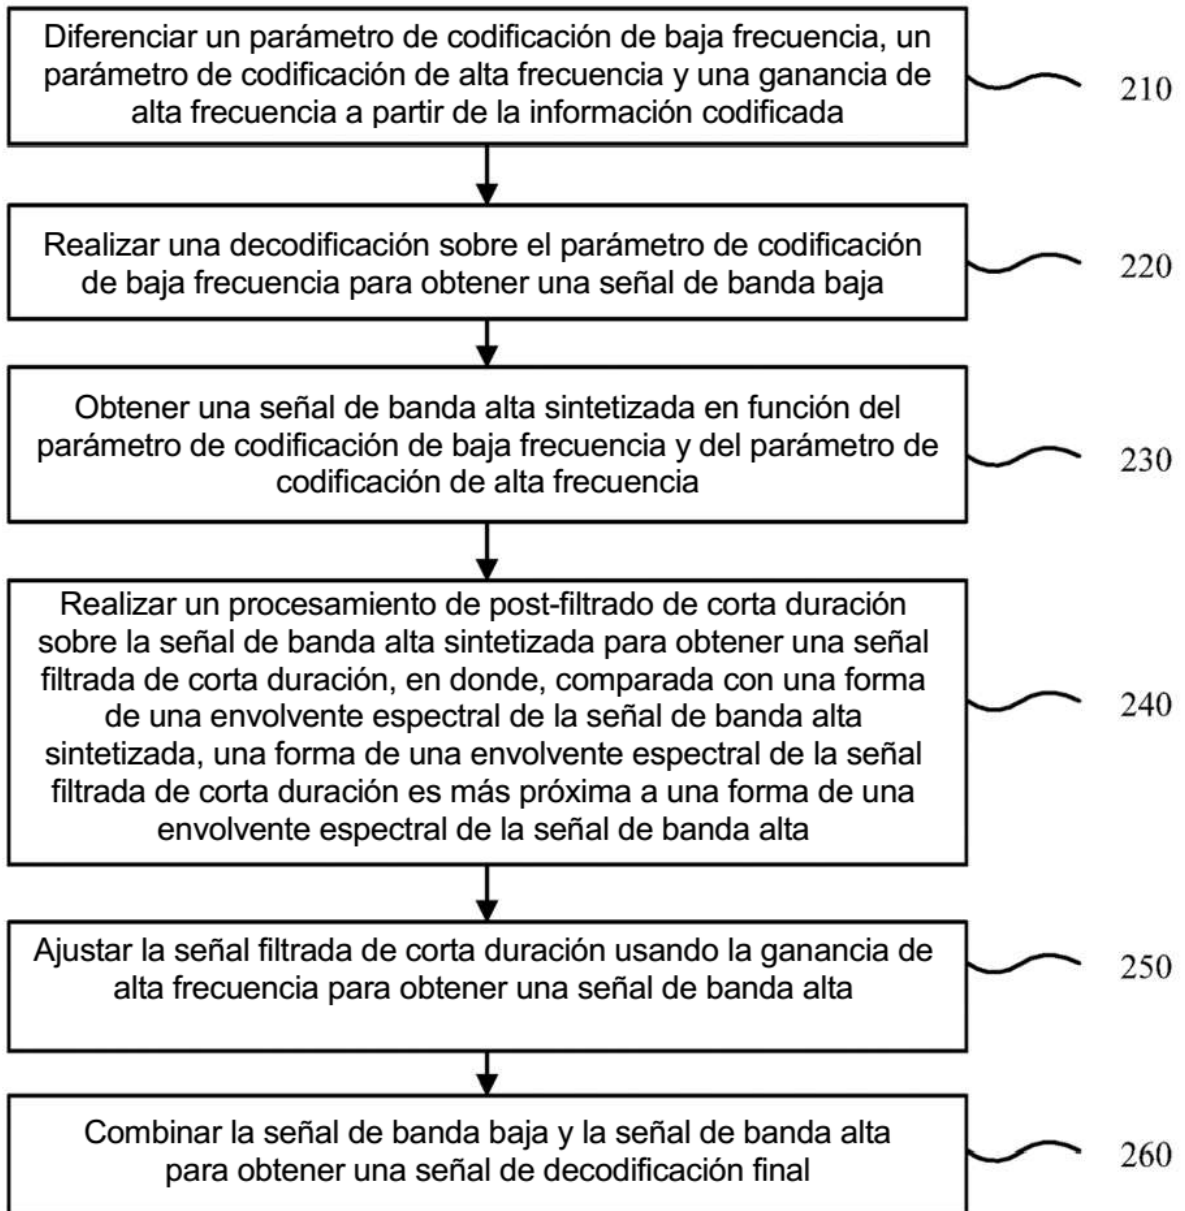 Diferenciar un parámetro de codificación de baja frecuencia, un
parámetro de codificación de alta frecuencia y una ganancia de
alta frecuencia a partir de la información codificada
210
Realizar una decodificación sobre el parámetro de codificación
de baja frecuencia para obtener una señal de banda baja
220
Obtener una señal de banda alta sintetizada en función del
parámetro de codificación de baja frecuencia y del parámetro de
codificación de alta frecuencia
230
Realizar un procesamiento de post-filtrado de corta duración
sobre la señal de banda alta sintetizada para obtener una señal
filtrada de corta duración, en donde, comparada con una forma
de una envolvente espectral de la señal de banda alta
sintetizada, una forma de una envolvente espectral de la señal
filtrada de corta duración es más próxima a una forma de una
envolvente espectral de la señal de banda alta
240
Ajustar la señal filtrada de corta duración usando la ganancia de
alta frecuencia para obtener una señal de banda alta
250
Combinar la señal de banda baja y la señal de banda alta
para obtener una señal de decodificación final
260